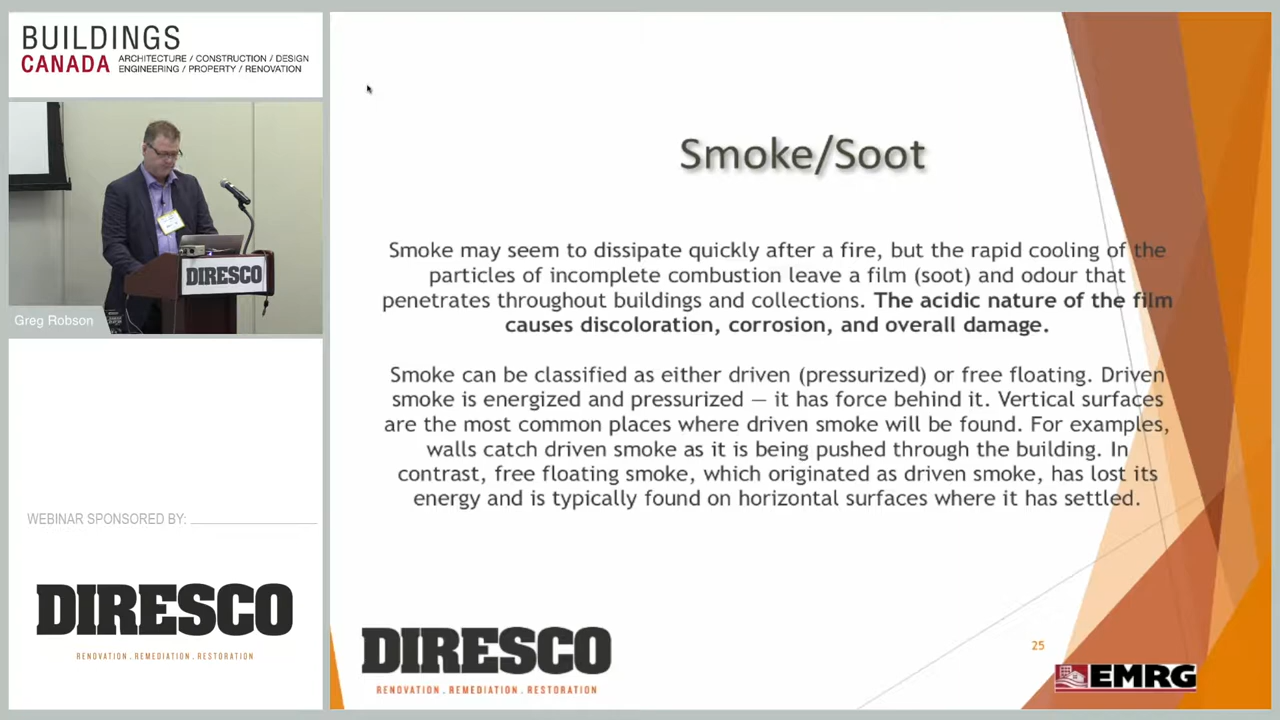 BUILDINGS
CANADA
ARCHITECTURE / CONSTRUCTION / DESIGN
ENGINEERING / PROPERTY / RENOVATION
DIRESCO
Greg Robson
WEBINAR SPONSORED BY:
DIRESCO
RENOVATION . REMEDIATION . RESTORATION
Smoke/Soot
Smoke may seem to dissipate quickly after a fire, but the rapid cooling of the
particles of incomplete combustion leave a film (soot) and odour that
penetrates throughout buildings and collections. The acidic nature of the film
causes discoloration, corrosion, and overall damage.
Smoke can be classified as either driven (pressurized) or free floating. Driven
smoke is energized and pressurized — it has force behind it. Vertical surfaces
are the most common places where driven smoke will be found. For examples,
walls catch driven smoke as it is being pushed through the building. In
contrast, free floating smoke, which originated as driven smoke, has lost its
energy and is typically found on horizontal surfaces where it has settled.
DIRESCO
RENOVATION . REMEDIATION . RESTORATION
25
EMRG